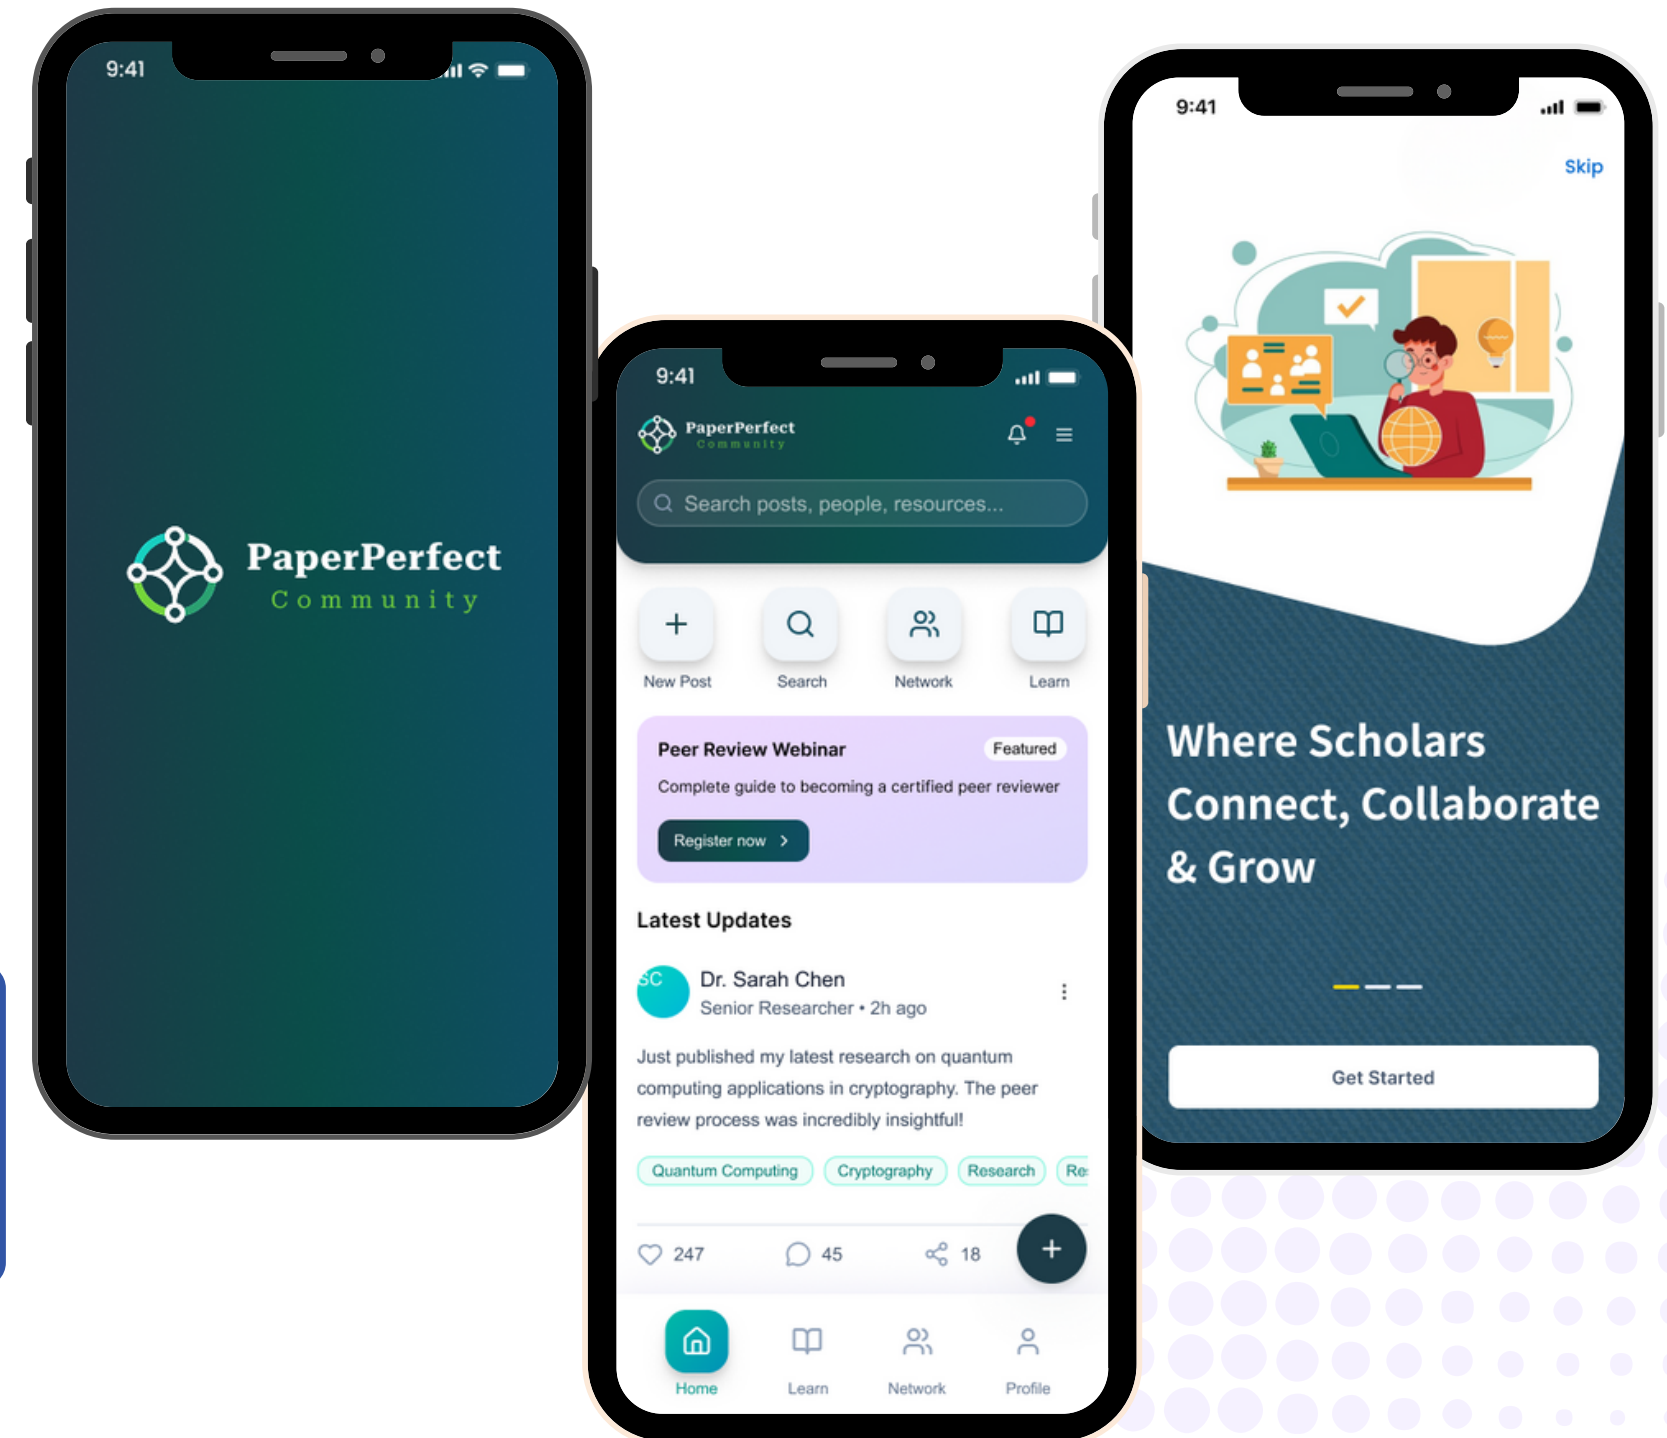 9:41
PaperPerfect
Community
9:41
PaperPerfect
Community
Search posts, people, resources...
New Post
Search
Network
Learn
Peer Review Webinar
Featured
Complete guide to becoming a certified peer reviewer
Register now
Latest Updates
SC
Dr. Sarah Chen
Senior Researcher • 2h ago
Just published my latest research on quantum
computing applications in cryptography. The peer
review process was incredibly insightful!
Quantum Computing
Cryptography
Research
Re
247
45
18
Home
Learn
Network
Profile
9:41
Skip
Where Scholars
Connect, Collaborate
& Grow
Get Started